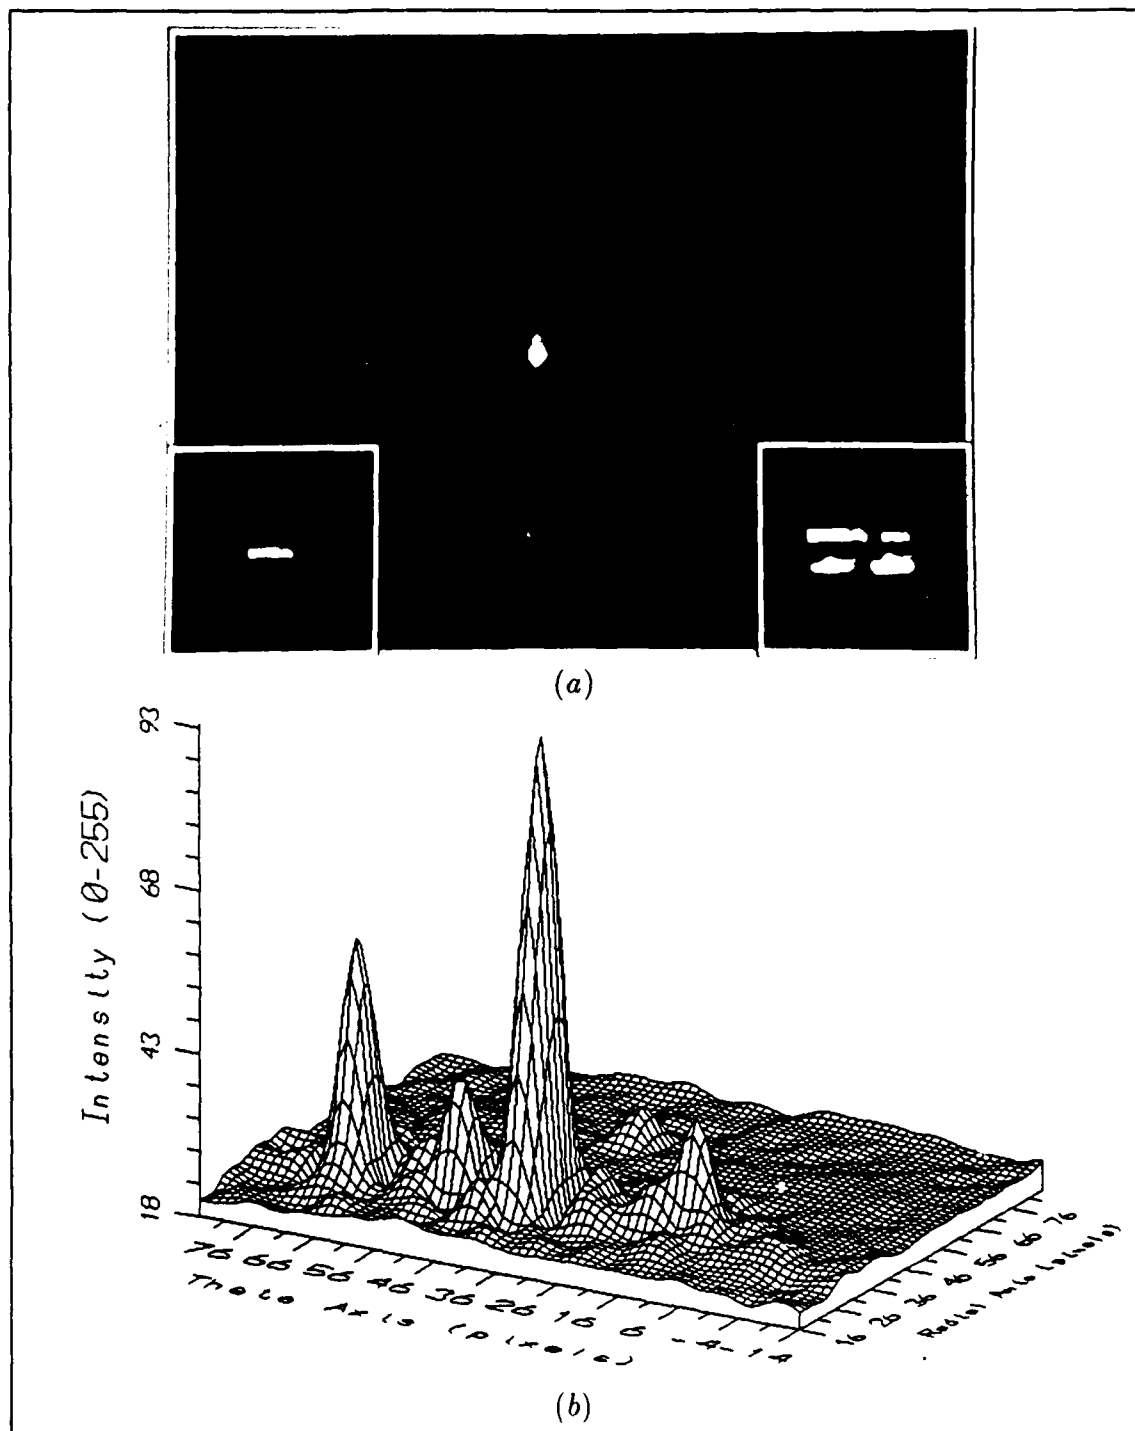 (a)
93
68
43
18
Intensity (0-255)
76 66 56 46 36 26 16 6 -4 -14
Theta Axis (pixels)
16 26 36 46 56 66 76
Radial Axis (pixels)
(b)